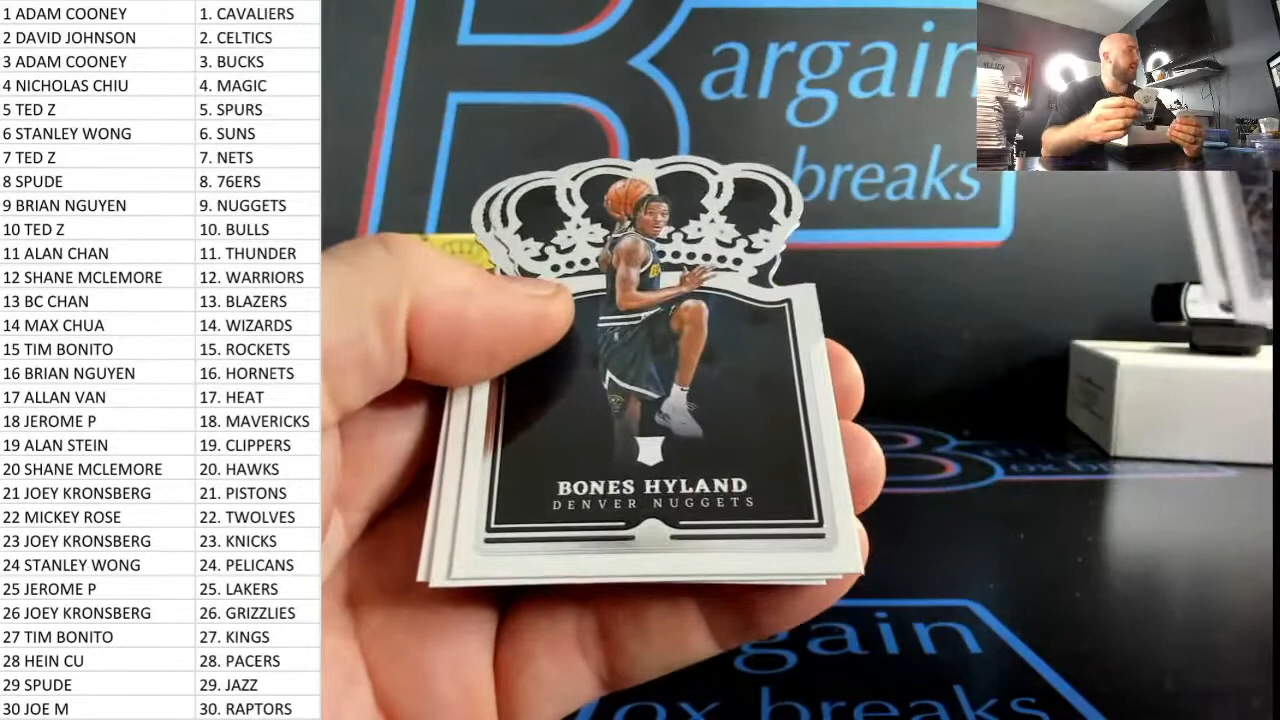 1 ADAM COONEY 1. CAVALIERS
2 DAVID JOHNSON 2. CELTICS
3 ADAM COONEY 3. BUCKS
4 NICHOLAS CHIU 4. MAGIC
5 TED Z 5. SPURS
6 STANLEY WONG 6. SUNS
7 TED Z 7. NETS
8 SPUDE 8. 76ERS
9 BRIAN NGUYEN 9. NUGGETS
10 TED Z 10. BULLS
11 ALAN CHAN 11. THUNDER
12 SHANE MCLEMORE 12. WARRIORS
13 BC CHAN 13. BLAZERS
14 MAX CHUA 14. WIZARDS
15 TIM BONITO 15. ROCKETS
16 BRIAN NGUYEN 16. HORNETS
17 ALLAN VAN 17. HEAT
18 JEROME P 18. MAVERICKS
19 ALAN STEIN 19. CLIPPERS
20 SHANE MCLEMORE 20. HAWKS
21 JOEY KRONSBERG 21. PISTONS
22 MICKEY ROSE 22. TWOLVES
23 JOEY KRONSBERG 23. KNICKS
24 STANLEY WONG 24. PELICANS
25 JEROME P 25. LAKERS
26 JOEY KRONSBERG 26. GRIZZLIES
27 TIM BONITO 27. KINGS
28 HEIN CU 28. PACERS
29 SPUDE 29. JAZZ
30 JOE M 30. RAPTORS
Bargain
breaks
BONES HYLAND
DENVER NUGGETS
ox breaks
gain
ox breaks